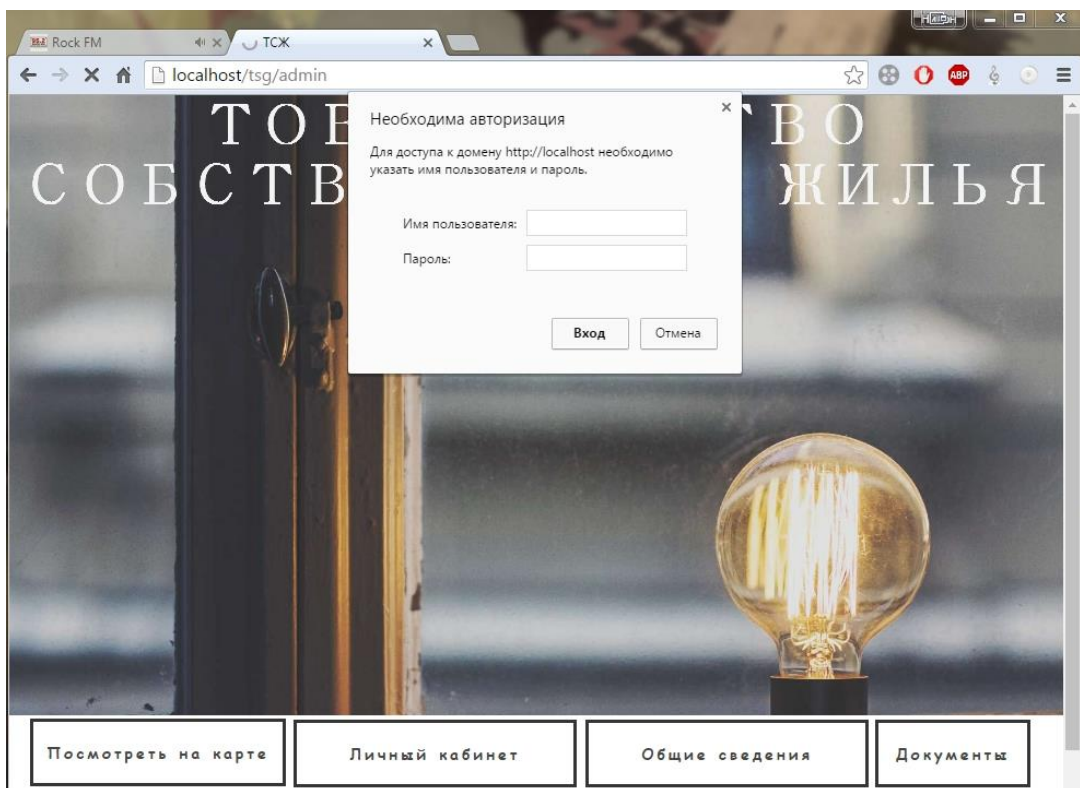 Rock FM
ТСЖ
localhost/tsg/admin
ABP
ТО ВО
СОБСТВ ЖИЛЬЯ
Необходима авторизация
Для доступа к домену http://localhost необходимо
указать имя пользователя и пароль.
Имя пользователя:
Пароль:
Вход Отмена
Посмотреть на карте Личный кабинет Общие сведения Документы